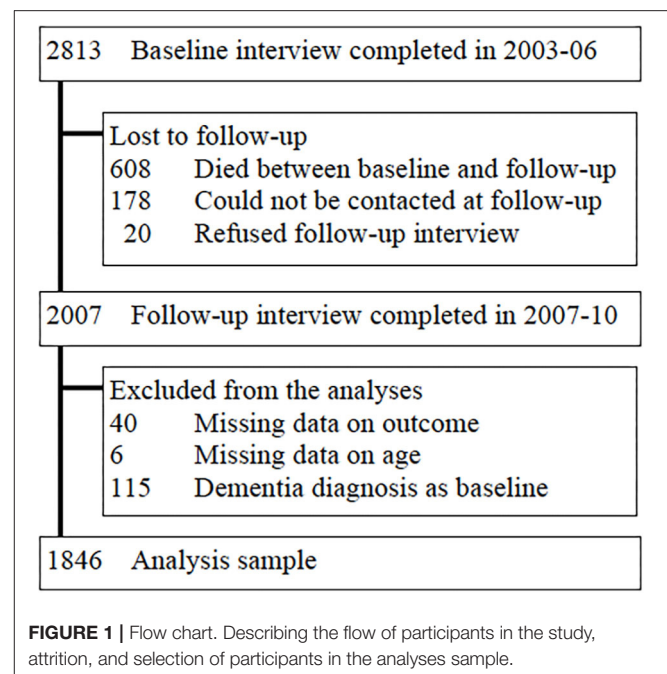 2813 Baseline interview completed in 2003-06
Lost to follow-up
608 Died between baseline and follow-up
178 Could not be contacted at follow-up
20 Refused follow-up interview
2007 Follow-up interview completed in 2007-10
Excluded from the analyses
40 Missing data on outcome
6 Missing data on age
115 Dementia diagnosis as baseline
1846 Analysis sample
FIGURE 1 | Flow chart. Describing the flow of participants in the study,
attrition, and selection of participants in the analyses sample.